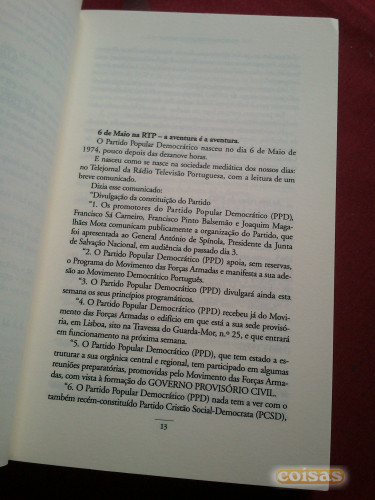 6 de Maio na RTP – a aventura é a aventura.
O Partido Popular Democrático nasceu no dia 6 de Maio de
1974, pouco depois das dezanove horas.
E nasceu como se nasce na sociedade mediática dos nossos dias:
no Telejornal da Rádio Televisão Portuguesa, com a leitura de um
breve comunicado.
Dizia esse comunicado:
“Divulgação da constituição do Partido
“1. Os promotores do Partido Popular Democrático (PPD),
Francisco Sá Carneiro, Francisco Pinto Balsemão e Joaquim Maga-
lhães Mota comunicam publicamente a organização do Partido, que
foi apresentado ao General António de Spínola, Presidente da Junta
de Salvação Nacional, em audiência do passado dia 3.
“2. O Partido Popular Democrático (PPD) apoia, sem reservas,
o Programa do Movimento das Forças Armadas e manifesta a sua ade-
são ao Movimento Democrático Português.
“3. O Partido Popular Democrático (PPD) divulgará ainda esta
semana os seus princípios programáticos.
“4. O Partido Popular Democrático (PPD) recebeu já do Movi-
mento das Forças Armadas o edifício em que está a sua sede provisó-
ria, em Lisboa, sito na Travessa do Guarda-Mor, n.º 25, e que entrará
em funcionamento na próxima semana.
“5. O Partido Popular Democrático (PPD), que tem estado a es-
truturar a sua orgânica central e regional, tem participado em algumas
reuniões preparatórias, promovidas pelo Movimento das Forças Arma-
das, com vista à formação do GOVERNO PROVISÓRIO CIVIL.
“6. O Partido Popular Democrático (PPD) nada tem a ver com o
também recém-constituído Partido Cristão Social-Democrata (PCSD),
13
coisas